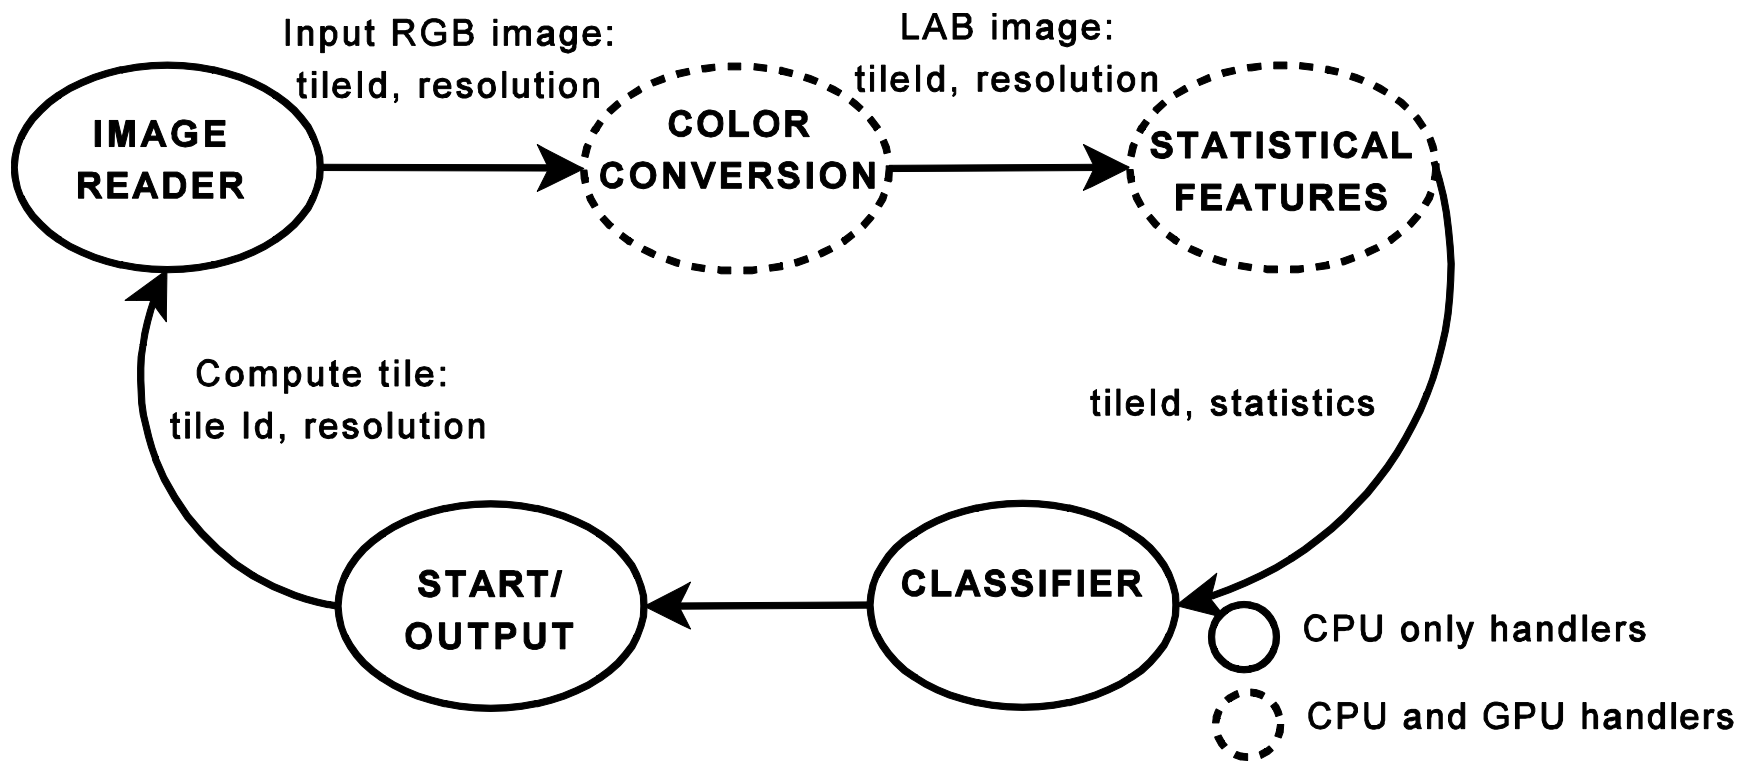 Input RGB image:
tileId, resolution
LAB image:
tileId, resolution
IMAGE
READER
COLOR
CONVERSION
STATISTICAL
FEATURES
Compute tile:
tile Id, resolution
tileId, statistics
START/
OUTPUT
CLASSIFIER
CPU only handlers
CPU and GPU handlers